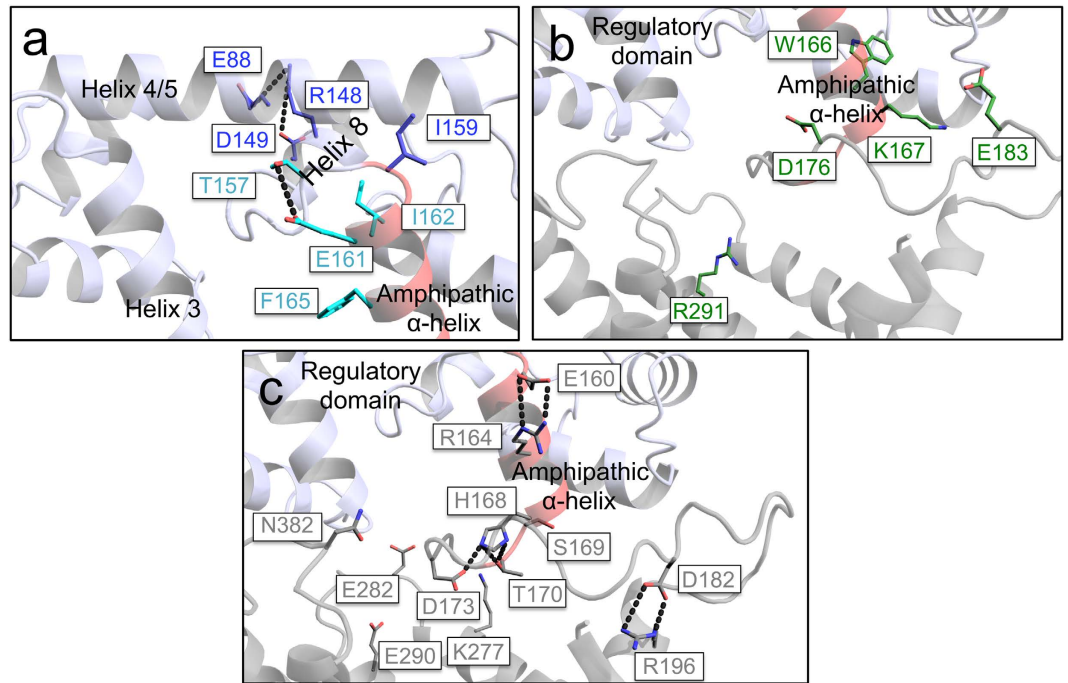 a
E88
Helix 4/5
R148
D149
Helix 8
I159
T157
I162
E161
F165
Helix 3
Amphipathic
α-helix
b
Regulatory
domain
W166
Amphipathic
α-helix
D176
K167
E183
R291
c
Regulatory
domain
E160
R164
Amphipathic
α-helix
H168
N382
S169
E282
D173
T170
D182
E290
K277
R196